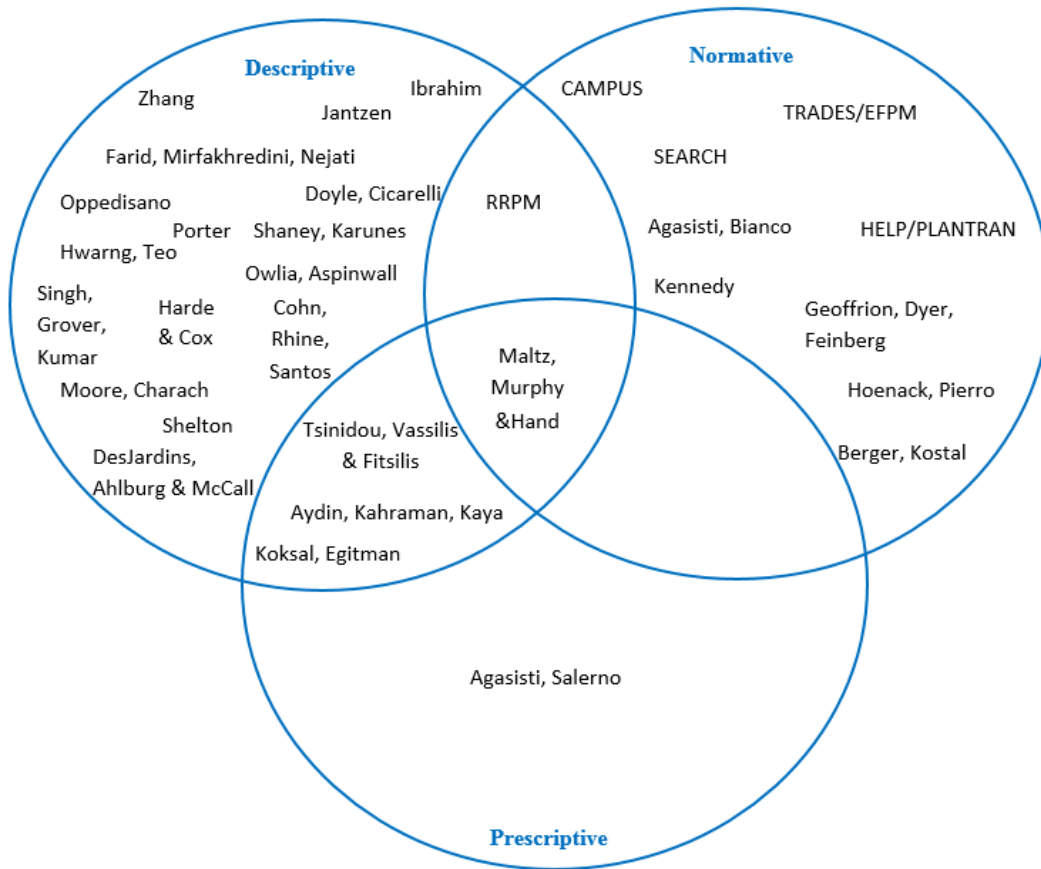 Descriptive
Normative
Zhang
Ibrahim
Jantzen
CAMPUS
TRADES/EFPM
Farid, Mirfakhredini, Nejati
SEARCH
Oppedisano
Doyle, Cicarelli
RRPM
Porter
Shaney, Karunes
Agasisti, Bianco
HELP/PLANTRAN
Hwarng, Teo
Owlia, Aspinwall
Kennedy
Singh,
Grover,
Kumar
Harde
& Cox
Cohn,
Rhine,
Santos
Geoffrion, Dyer,
Feinberg
Maltz,
Murphy
&Hand
Moore, Charach
Hoenack, Pierro
Shelton
Tsinidou, Vassilis
& Fitsilis
Berger, Kostal
DesJardins,
Ahlburg & McCall
Aydin, Kahraman, Kaya
Koksal, Egitman
Agasisti, Salerno
Prescriptive